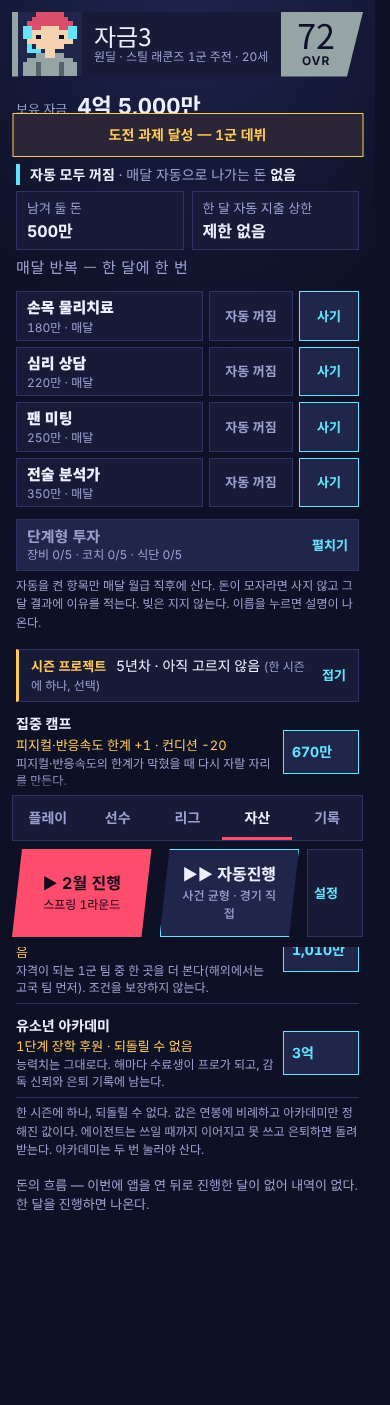 자금3
원딜 · 스틸 래쿤즈 1군 주전 · 20세
72
OVR
보유 자금 4억 5,000만
도전 과제 달성 — 1군 데뷔
자동 모두 꺼짐 · 매달 자동으로 나가는 돈 없음
남겨 둘 돈
500만
한 달 자동 지출 상한
제한 없음
매달 반복 — 한 달에 한 번
손목 물리치료
180만 · 매달
자동 꺼짐
사기
심리 상담
220만 · 매달
자동 꺼짐
사기
팬 미팅
250만 · 매달
자동 꺼짐
사기
전술 분석가
350만 · 매달
자동 꺼짐
사기
단계형 투자
장비 0/5 · 코치 0/5 · 식단 0/5
펼치기
자동을 켠 항목만 매달 월급 직후에 산다. 돈이 모자라면 사지 않고 그
달 결과에 이유를 적는다. 빚은 지지 않는다. 이름을 누르면 설명이 나
온다.
시즌 프로젝트 5년차 · 아직 고르지 않음 (한 시즌
에 하나, 선택)
접기
집중 캠프
피지컬·반응속도 한계 +1 · 컨디션 -20
피지컬·반응속도의 한계가 막혔을 때 다시 자랄 자리
를 만든다.
670만
플레이
선수
리그
자산
기록
▶ 2월 진행
스프링 1라운드
▶▶ 자동진행
사건 균형 · 경기 직
접
설정
음
자격이 되는 1군 팀 중 한 곳을 더 본다(해외에서는
고국 팀 먼저). 조건을 보장하지 않는다.
1,010만
유소년 아카데미
1단계 장학 후원 · 되돌릴 수 없음
능력치는 그대로다. 해마다 수료생이 프로가 되고, 감
독 신뢰와 은퇴 기록에 남는다.
3억
한 시즌에 하나, 되돌릴 수 없다. 값은 연봉에 비례하고 아카데미만 정
해진 값이다. 에이전트는 쓰일 때까지 이어지고 못 쓰고 은퇴하면 돌려
받는다. 아카데미는 두 번 눌러야 산다.
돈의 흐름 — 이번에 앱을 연 뒤로 진행한 달이 없어 내역이 없다.
한 달을 진행하면 나온다.